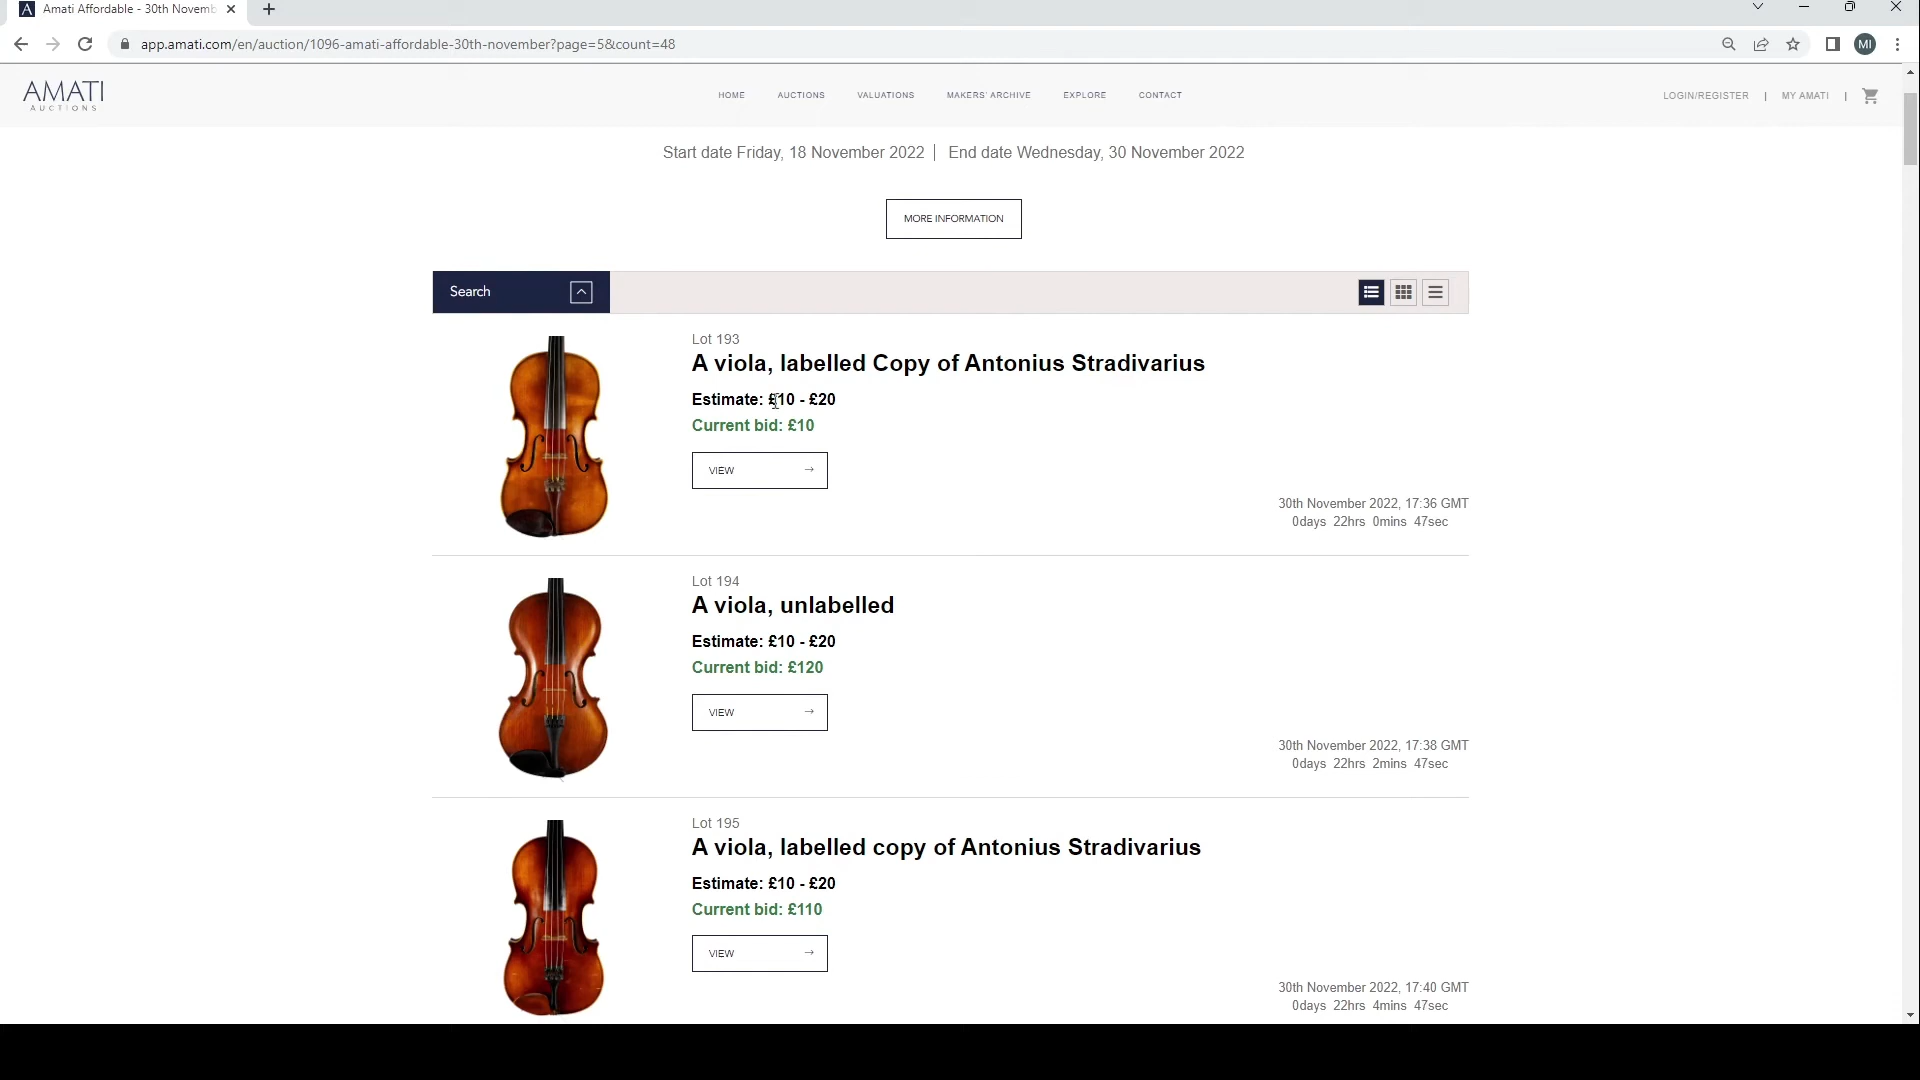 Amati Affordable - 30th Novemb
app.amati.com/en/auction/1096-amati-affordable-30th-november?page=5&count=48
MI
AMATI
AUCTIONS
HOME
AUCTIONS
VALUATIONS
MAKERS' ARCHIVE
EXPLORE
CONTACT
LOGIN/REGISTER | MY AMATI |
Start date Friday, 18 November 2022 | End date Wednesday, 30 November 2022
MORE INFORMATION
Search
Lot 193
A viola, labelled Copy of Antonius Stradivarius
Estimate: £10 - £20
Current bid: £10
VIEW →
30th November 2022, 17:36 GMT
0days 22hrs 0mins 47sec
Lot 194
A viola, unlabelled
Estimate: £10 - £20
Current bid: £120
VIEW →
30th November 2022, 17:38 GMT
0days 22hrs 2mins 47sec
Lot 195
A viola, labelled copy of Antonius Stradivarius
Estimate: £10 - £20
Current bid: £110
VIEW →
30th November 2022, 17:40 GMT
0days 22hrs 4mins 47sec